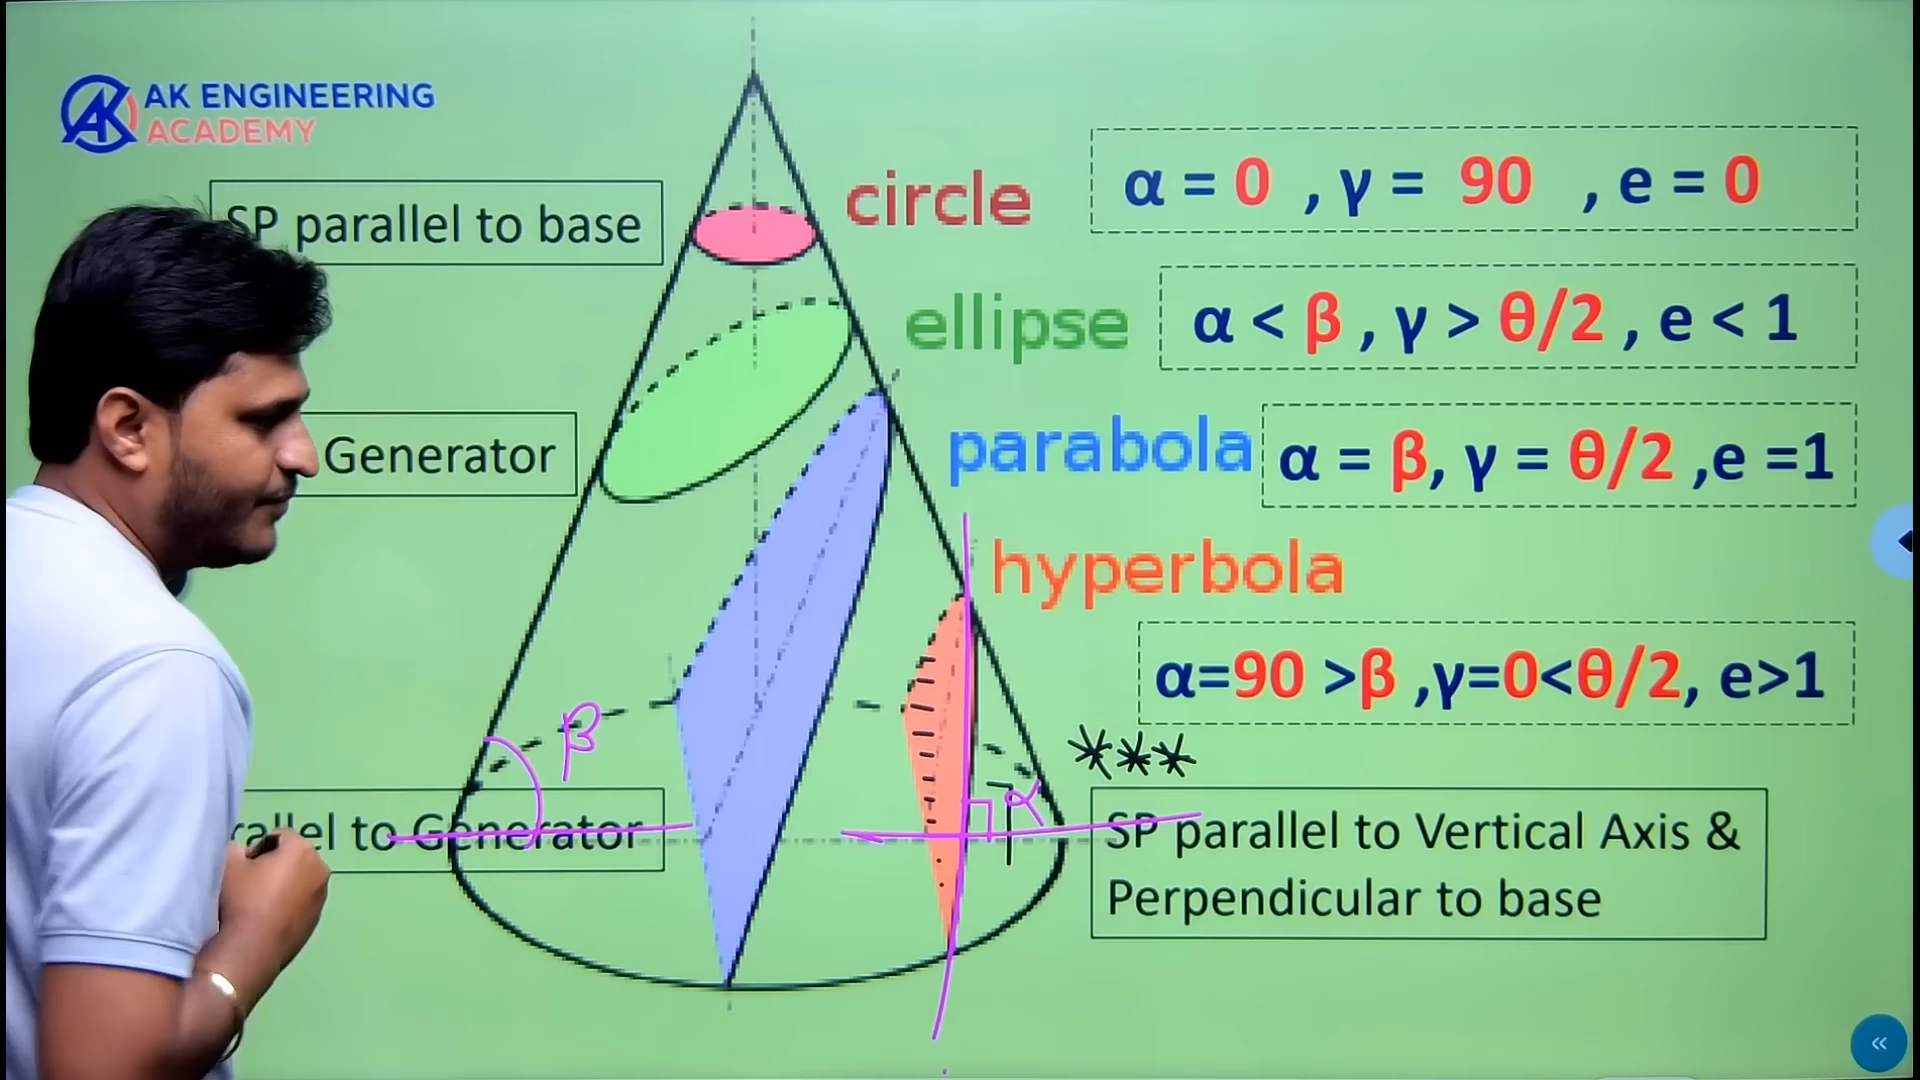 AK ENGINEERING
ACADEMY
SP parallel to base
circle
α = 0 , γ = 90 , e = 0
ellipse
α < β , γ > θ/2 , e < 1
Generator
parabola
α = β, γ = θ/2 ,e =1
hyperbola
α=90 >β ,γ=0<θ/2, e>1
β
***
α
to Generator
SP parallel to Vertical Axis &
Perpendicular to base